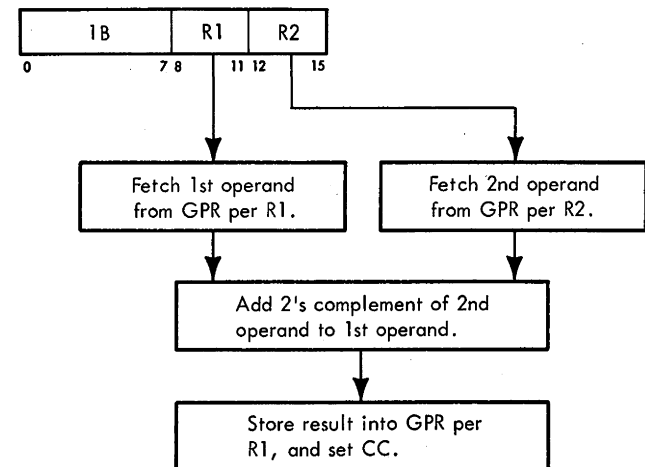 1B R1 R2
0 7 8 11 12 15
Fetch 1st operand
from GPR per R1.
Fetch 2nd operand
from GPR per R2.
Add 2's complement of 2nd
operand to 1st operand.
Store result into GPR per
R1, and set CC.